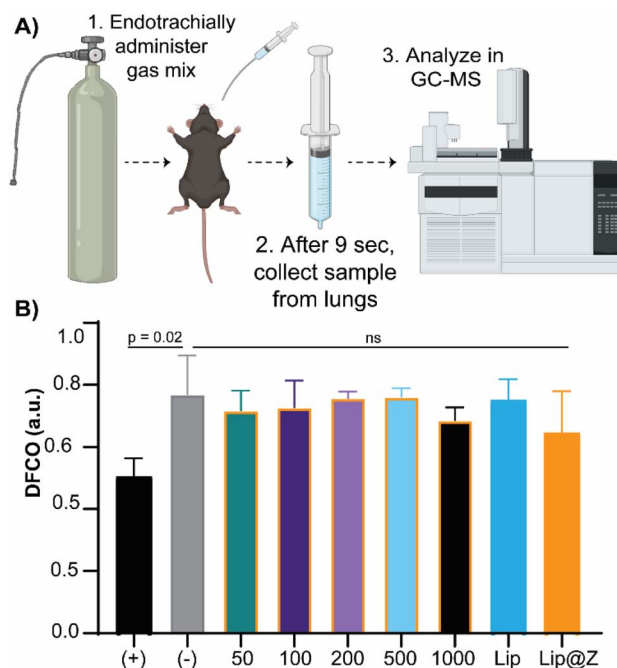 A)
1. Endotrachially
administer
gas mix
3. Analyze in
GC-MS
2. After 9 sec,
collect sample
from lungs
B)
1.0
p = 0.02
ns
0.8
0.6
0.5
0.5
0.0
DFCO (a.u.)
(+) (-) 50 100 200 500 1000 Lip Lip@Z